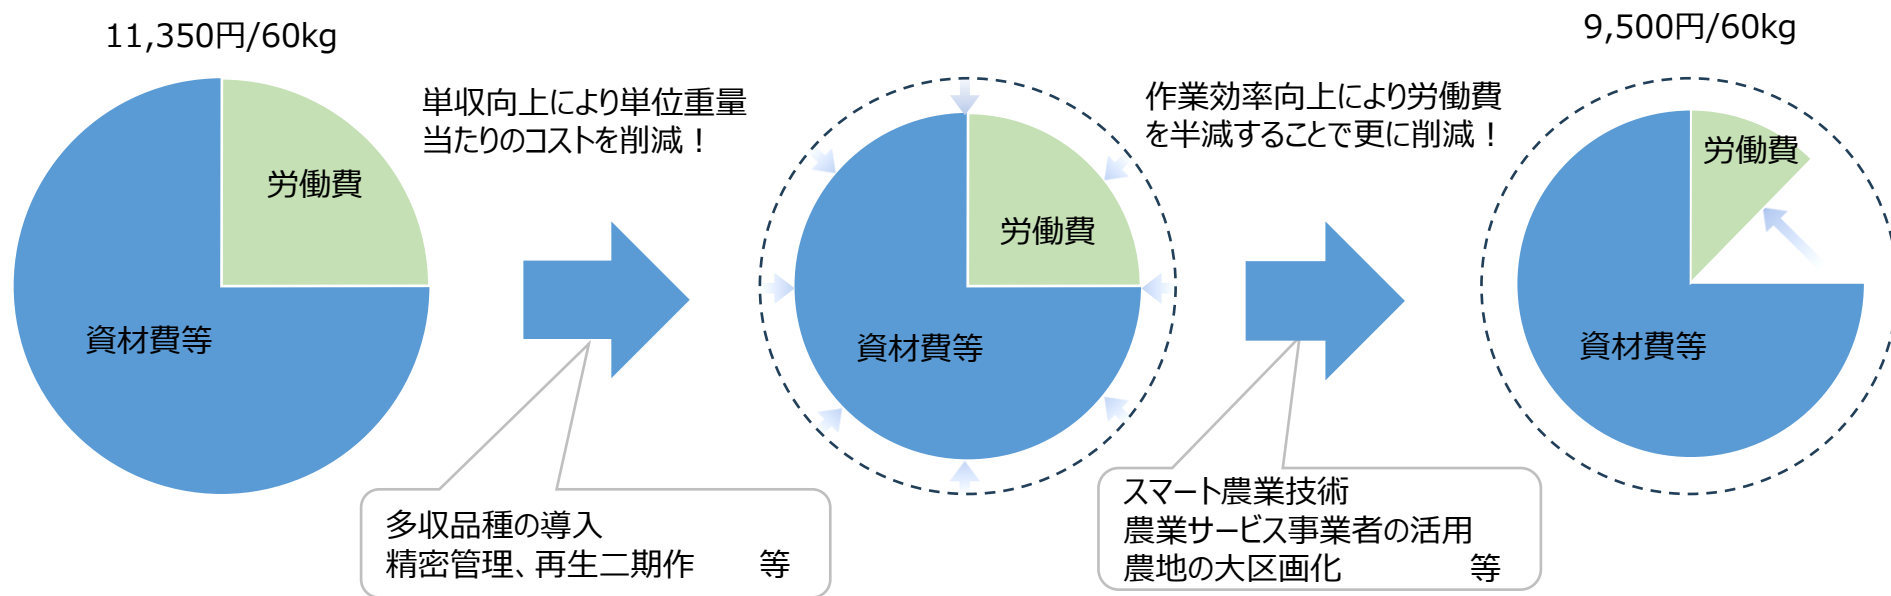 11,350円/60kg
労働費
資材費等
単収向上により単位重量
当たりのコストを削減！
多収品種の導入
精密管理、再生二期作　　等
労働費
資材費等
作業効率向上により労働費
を半減することで更に削減！
スマート農業技術
農業サービス事業者の活用
農地の大区画化　　　　等
9,500円/60kg
労働費
資材費等